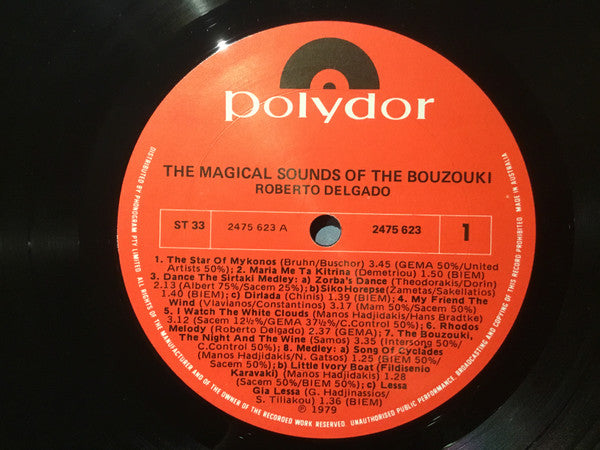 polydor
THE MAGICAL SOUNDS OF THE BOUZOUKI
ROBERTO DELGADO
ST 33 2475 623 A 2475 623 1
1. The Star Of Mykonos (Bruhn/Buschor) 3.45 (GEMA 50%/United
Artists 50%); 2. Maria Me Ta Kitrina (Demetriou) 1.50 (BIEM)
3. Dance The Sirtaki Medley: a) Zorba's Dance (Theodorakis/Dorin)
2.13 (Albert 75%/Sacem 25%); b) Siko Horepse (Zametas/Sakellatios)
1.40 (BIEM); c) Dirlada (Chinis) 1.39 (BIEM); 4. My Friend The
Wind (Vlavianos/Constantinos) 3.17 (Mam 50%/Sacem 50%)
5. I Watch The White Clouds (Manos Hadjidakis/Hans Bradtke)
3.12 (Sacem 12½%/GEMA 37½%/C.Control 50%); 6. Rhodos
Melody (Roberto Delgado) 2.37 (GEMA); 7. The Bouzouki,
The Night And The Wine (Samos) 3.35 (Intersong 50%/
C.Control 50%); 8. Medley: a) Song Of Cyclades
(Manos Hadjidakis/N. Gatsos) 1.25 (BIEM 50%/
Sacem 50%); b) Little Ivory Boat (Fildisenio
Karavaki) (Manos Hadjidakis) 1.28
(Sacem 50%/BIEM 50%); c) Lessa
Gia Lessa (G. Hadjinassios/
S. Tiliakou) 1.36 (BIEM)
℗ 1979
DISTRIBUTED BY PHONOGRAM PTY LIMITED. ALL RIGHTS OF THE MANUFACTURER AND OF THE OWNER OF THE RECORDED WORK RESERVED. UNAUTHORISED PUBLIC PERFORMANCE, BROADCASTING AND COPYING OF THIS RECORD PROHIBITED. MADE IN AUSTRALIA